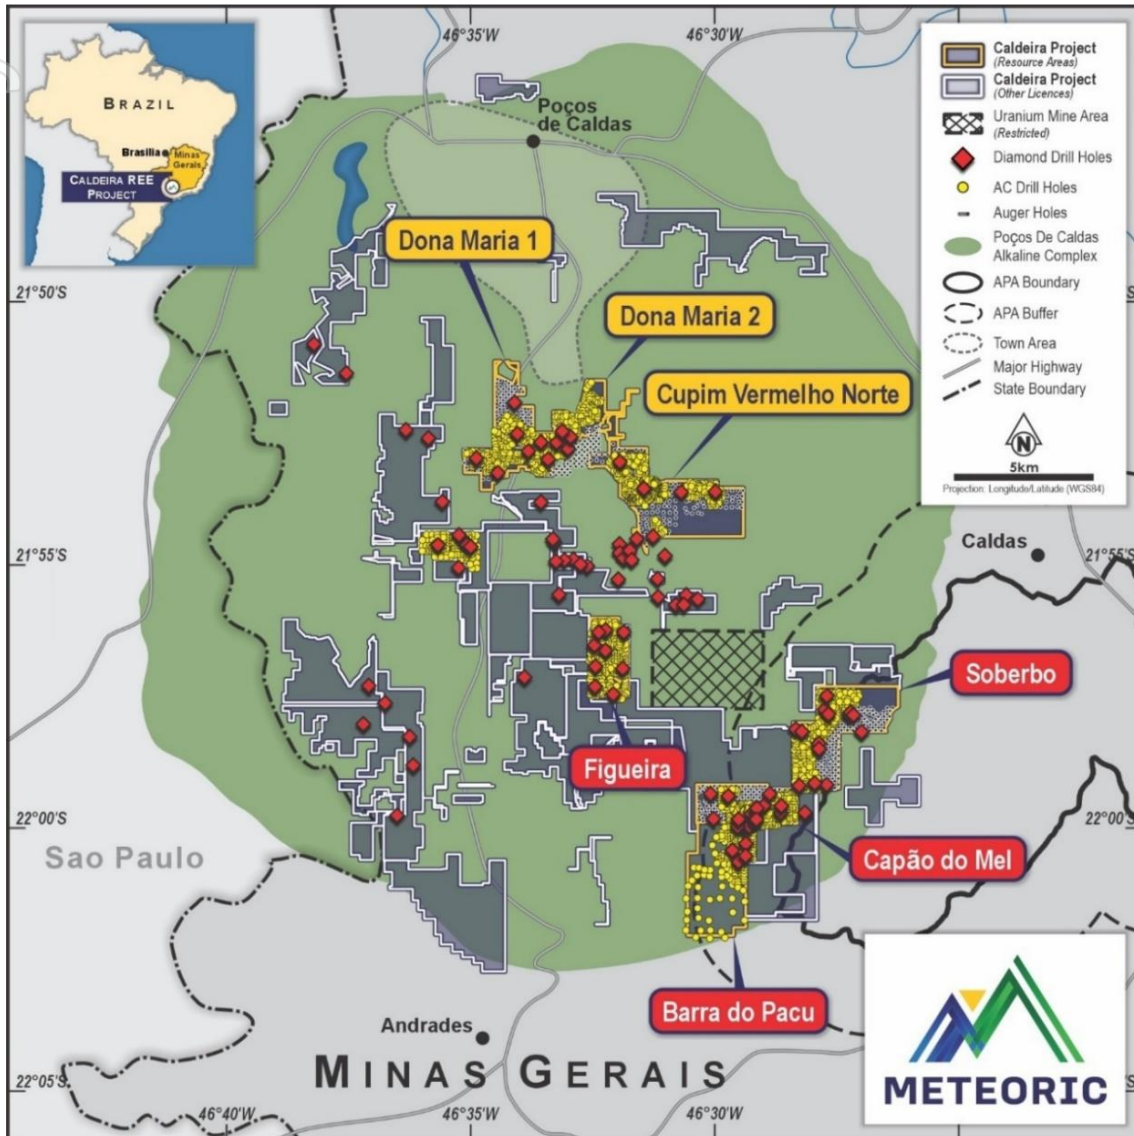 46°35'W
46°30'W
BRAZIL
Brasilia
Minas
Gerais
CALDEIRA REE
PROJECT
Poços
de Caldas
Caldeira Project
(Resource Areas)
Caldeira Project
(Other Licences)
Uranium Mine Area
(Restricted)
Diamond Drill Holes
AC Drill Holes
Auger Holes
Poços De Caldas
Alkaline Complex
APA Boundary
APA Buffer
Town Area
Major Highway
State Boundary
N
5km
Projection: Longitude/Latitude (WGS84)
Dona Maria 1
21°50'S
Dona Maria 2
Cupim Vermelho Norte
Caldas
21°55'S
21°55'S
Soberbo
Figueira
22°00'S
22°00'S
Sao Paulo
Capão do Mel
Barra do Pacu
Andrades
MINAS GERAIS
METEORIC
22°05'S
46°40'W
46°35'W
46°30'W